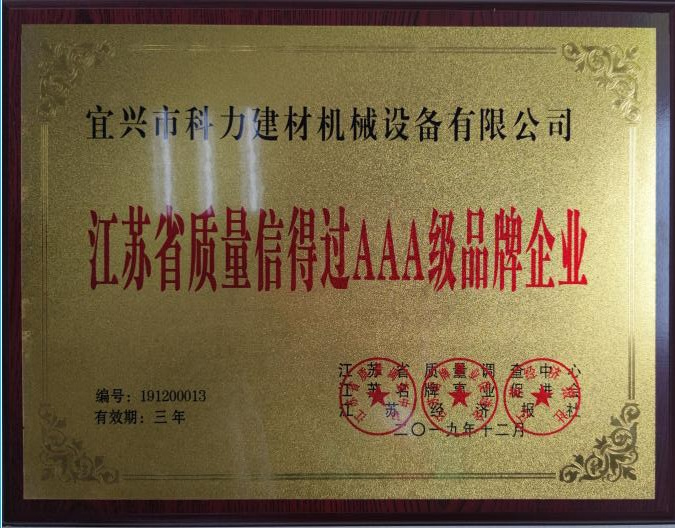 宜兴市科力建材机械设备有限公司
江苏省质量信得过AAA级品牌企业
江苏省质量调查中心
编号：191200013
江苏名牌事业促进会
有效期：三年
江苏经济报社
二〇一九年十二月